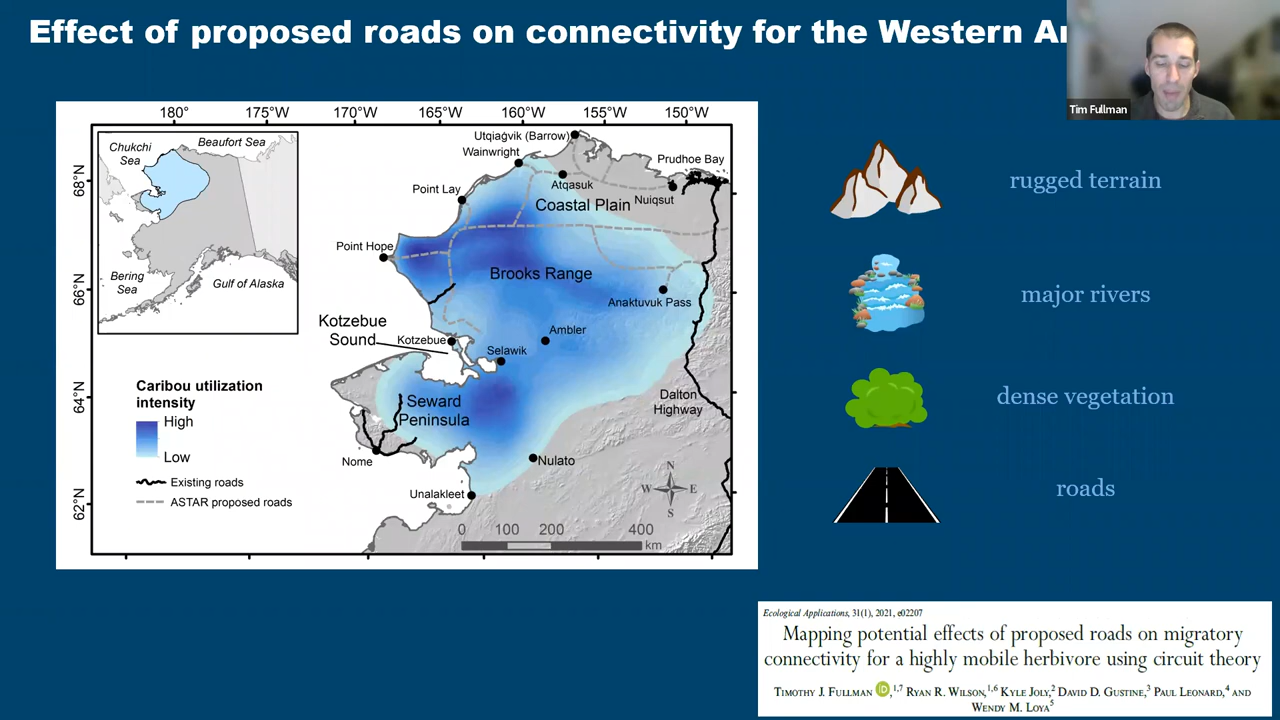 Effect of proposed roads on connectivity for the Western
Tim Fullman
180°
175°W
170°W
165°W
160°W
155°W
150°W
68°N
66°N
64°N
62°N
Chukchi
Sea
Beaufort Sea
Bering
Sea
Gulf of Alaska
Utqiaġvik (Barrow)
Wainwright
Prudhoe Bay
Atqasuk
Point Lay
Nuiqsut
Coastal Plain
Point Hope
Brooks Range
Anaktuvuk Pass
Kotzebue
Sound
Ambler
Kotzebue
Selawik
Caribou utilization
intensity
High
Low
Seward
Peninsula
Dalton
Highway
Nome
Nulato
Existing roads
Unalakleet
ASTAR proposed roads
N
W
E
S
0 100 200 400
km
rugged terrain
major rivers
dense vegetation
roads
Ecological Applications, 31(1), 2021, e02207
Mapping potential effects of proposed roads on migratory
connectivity for a highly mobile herbivore using circuit theory
TIMOTHY J. FULLMAN iD,1,7 RYAN R. WILSON,1,6 KYLE JOLY,2 DAVID D. GUSTINE,3 PAUL LEONARD,4 AND
WENDY M. LOYA5